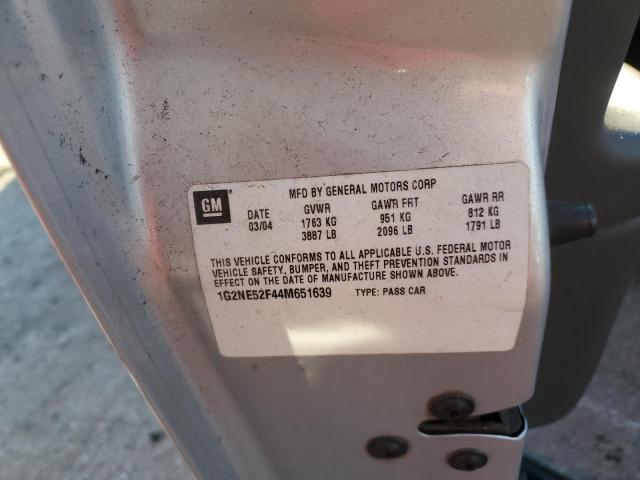 GM
MFD BY GENERAL MOTORS CORP
DATE GVWR GAWR FRT GAWR RR
03/04 1763 KG 951 KG 812 KG
3887 LB 2096 LB 1791 LB
THIS VEHICLE CONFORMS TO ALL APPLICABLE U.S. FEDERAL MOTOR
VEHICLE SAFETY, BUMPER, AND THEFT PREVENTION STANDARDS IN
EFFECT ON THE DATE OF MANUFACTURE SHOWN ABOVE.
1G2NE52F44M651639 TYPE: PASS CAR